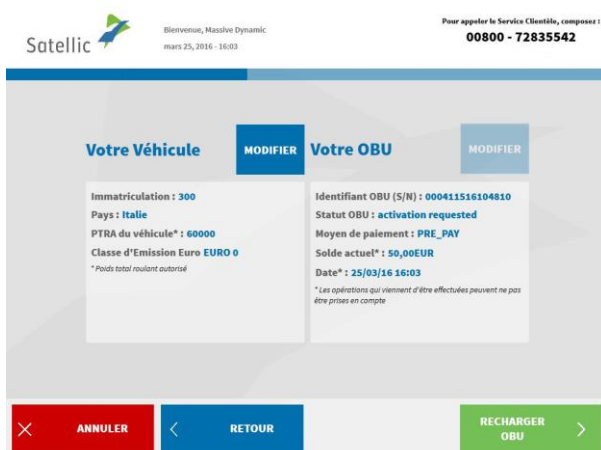 Satellic
Bienvenue, Massive Dynamic
mars 25, 2016 - 16:03
Pour appeler le Service Clientèle, composez :
00800 - 72835542
Votre Véhicule
MODIFIER
Votre OBU
MODIFIER
Immatriculation : 300
Pays : Italie
PTRA du véhicule* : 60000
Classe d'Emission Euro EURO 0
* Poids total roulant autorisé
Identifiant OBU (S/N) : 000411516104810
Statut OBU : activation requested
Moyen de paiement : PRE_PAY
Solde actuel* : 50,00EUR
Date* : 25/03/16 16:03
* Les opérations qui viennent d'être effectuées peuvent ne pas
être prises en compte
ANNULER
RETOUR
RECHARGER
OBU